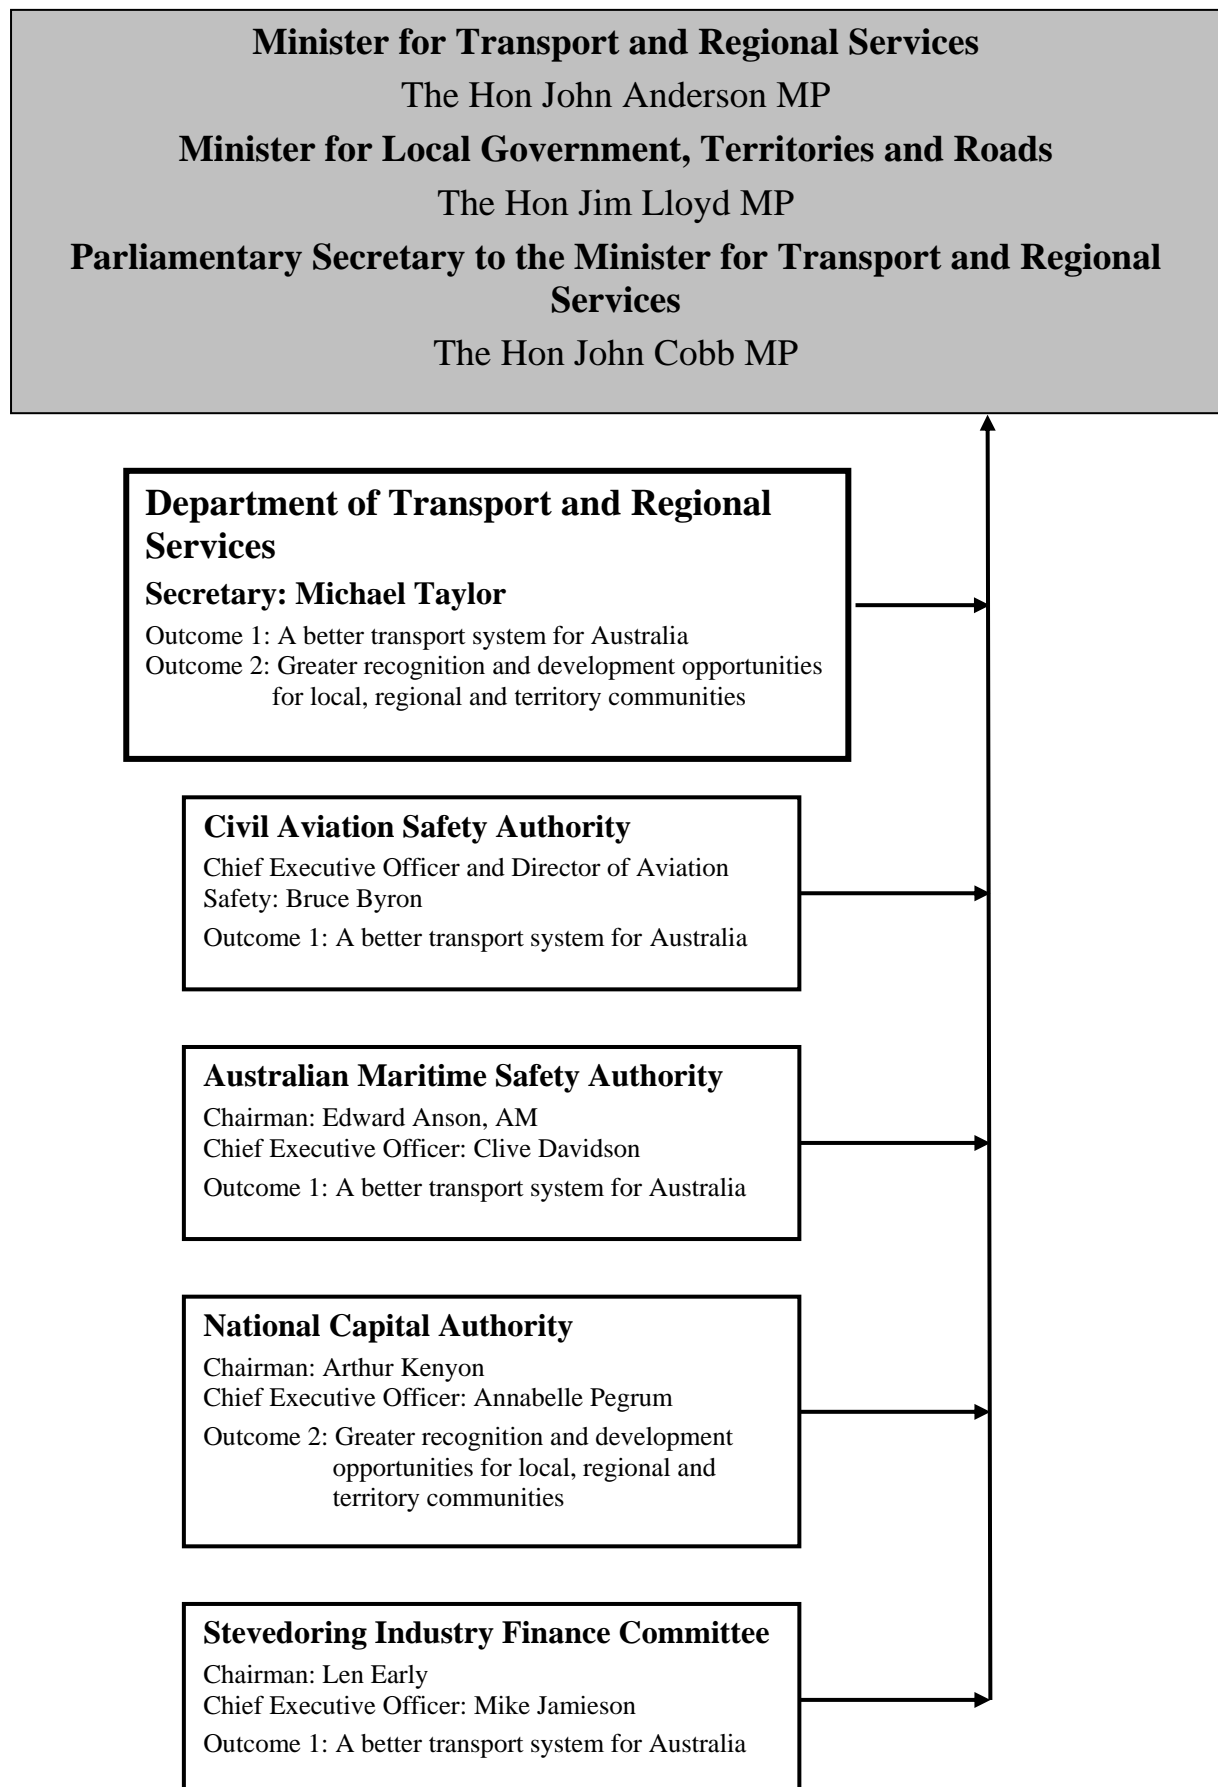 Minister for Transport and Regional Services
The Hon John Anderson MP
Minister for Local Government, Territories and Roads
The Hon Jim Lloyd MP
Parliamentary Secretary to the Minister for Transport and Regional
Services
The Hon John Cobb MP
Department of Transport and Regional
Services
Secretary: Michael Taylor
Outcome 1: A better transport system for Australia
Outcome 2: Greater recognition and development opportunities
for local, regional and territory communities
Civil Aviation Safety Authority
Chief Executive Officer and Director of Aviation
Safety: Bruce Byron
Outcome 1: A better transport system for Australia
Australian Maritime Safety Authority
Chairman: Edward Anson, AM
Chief Executive Officer: Clive Davidson
Outcome 1: A better transport system for Australia
National Capital Authority
Chairman: Arthur Kenyon
Chief Executive Officer: Annabelle Pegrum
Outcome 2: Greater recognition and development
opportunities for local, regional and
territory communities
Stevedoring Industry Finance Committee
Chairman: Len Early
Chief Executive Officer: Mike Jamieson
Outcome 1: A better transport system for Australia